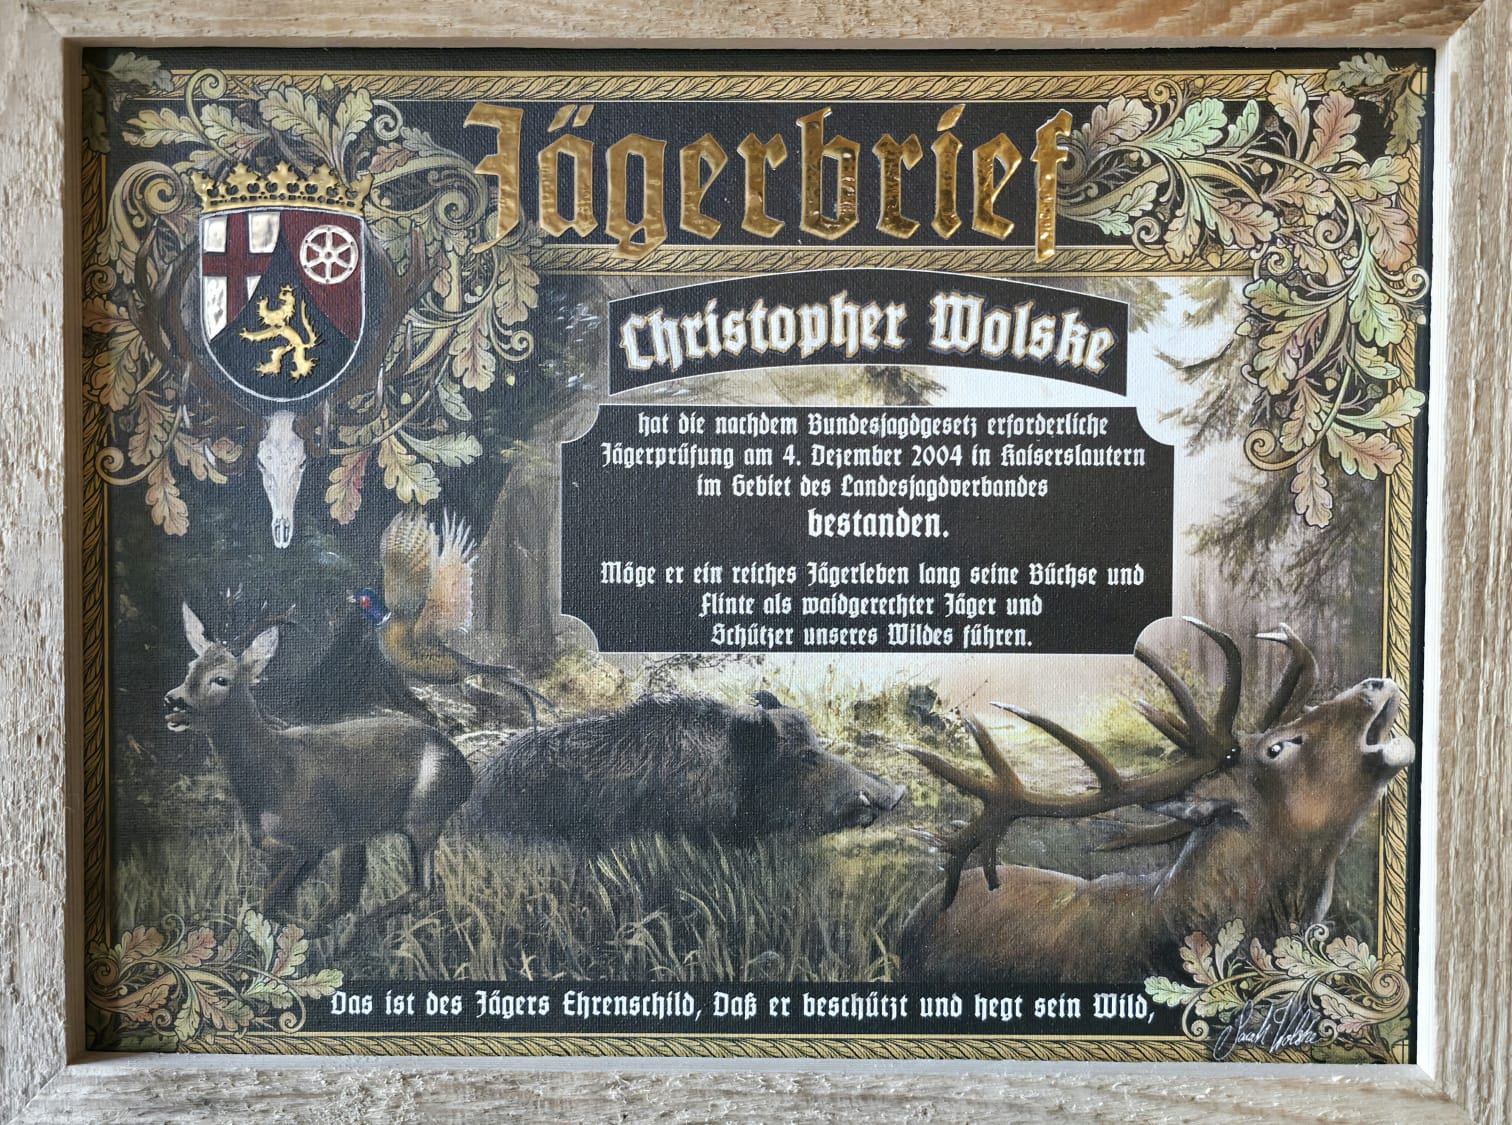 Jägerbrief
Christopher Wolske
hat die nachdem Bundesjagdgesetz erforderliche
Jägerprüfung am 4. Dezember 2004 in Kaiserslautern
im Gebiet des Landesjagdverbandes
bestanden.
Möge er ein reiches Jägerleben lang seine Büchse und
Flinte als waidgerechter Jäger und
Schützer unseres Wildes führen.
Das ist des Jägers Ehrenschild, Daß er beschützt und hegt sein Wild,
Sarah Wolske